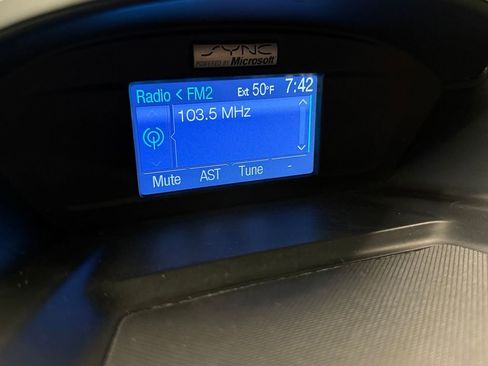 SYNC
POWERED BY Microsoft
Radio < FM2 Ext 50°F 7:42
103.5 MHz
Mute AST Tune -